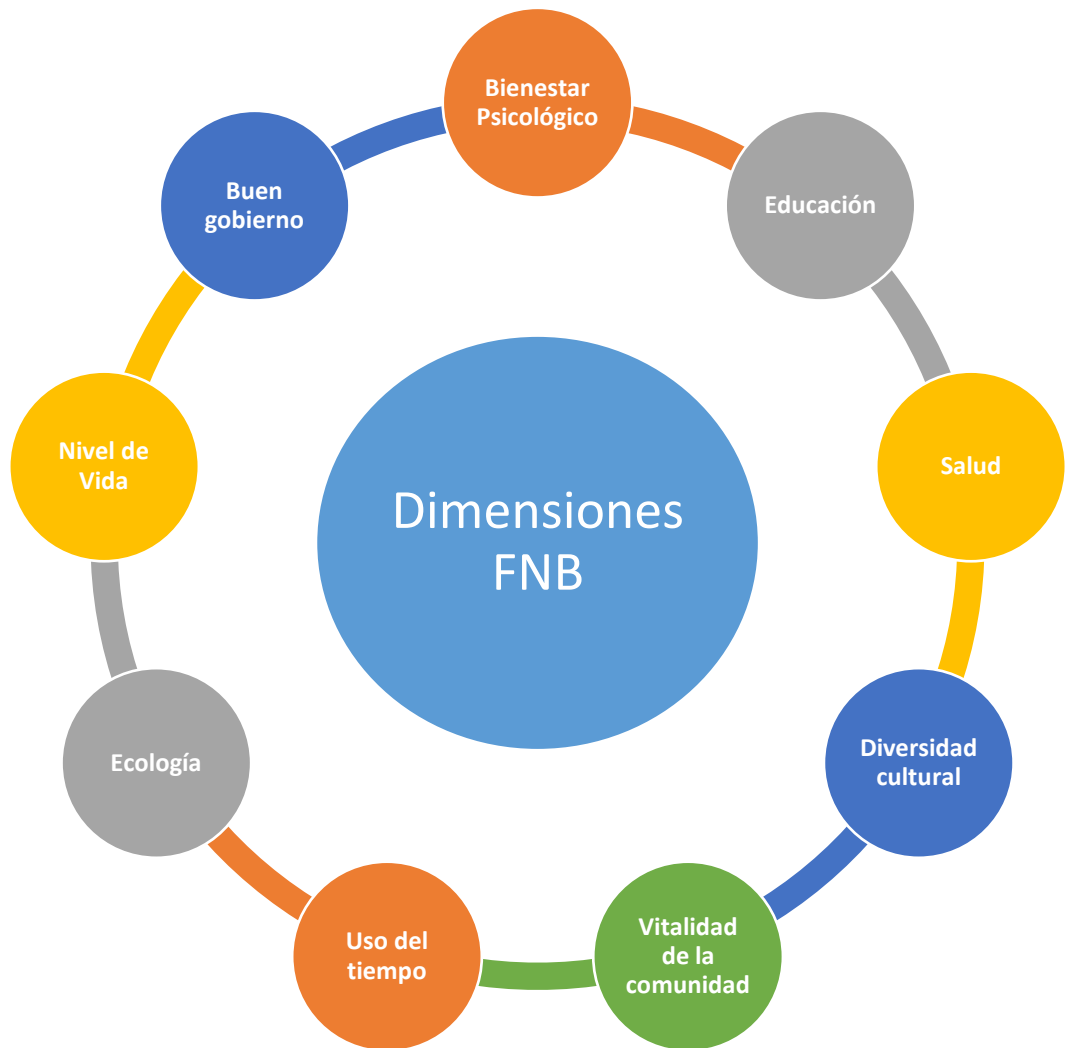 Bienestar
Psicológico
Educación
Salud
Diversidad
cultural
Vitalidad
de la
comunidad
Uso del
tiempo
Ecología
Nivel de
Vida
Buen
gobierno
Dimensiones
FNB